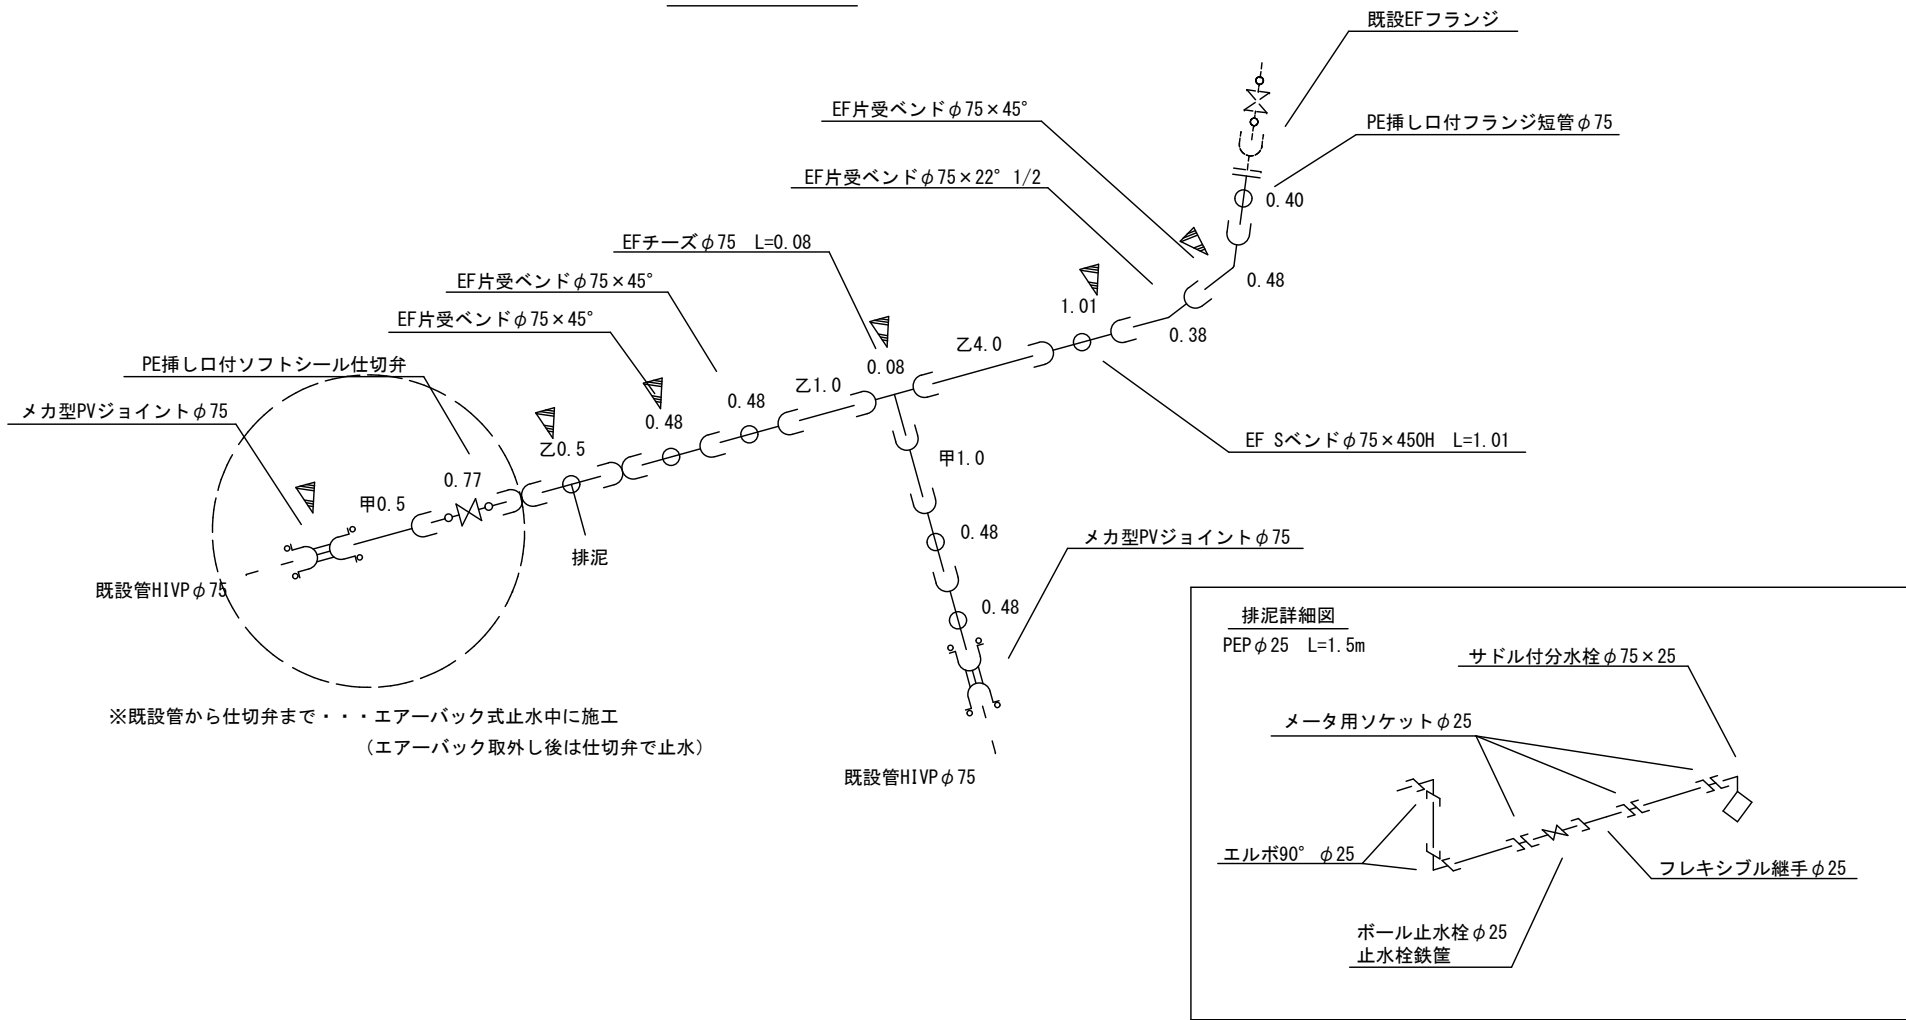 既設EFフランジ
EF片受ベンドφ75×45°
PE挿し口付フランジ短管φ75
EF片受ベンドφ75×22° 1/2
0.40
EFチーズφ75 L=0.08
EF片受ベンドφ75×45°
0.48
1.01
EF片受ベンドφ75×45°
0.38
乙4.0
0.08
PE挿し口付ソフトシール仕切弁
乙1.0
0.48
メカ型PVジョイントφ75
0.48
EF Sベンドφ75×450H L=1.01
乙0.5
甲1.0
0.77
甲0.5
0.48
メカ型PVジョイントφ75
排泥
既設管HIVPφ75
0.48
※既設管から仕切弁まで・・・エアーバック式止水中に施工
(エアーバック取外し後は仕切弁で止水)
既設管HIVPφ75
排泥詳細図
PEPφ25 L=1.5m
サドル付分水栓φ75×25
メータ用ソケットφ25
エルボ90° φ25
フレキシブル継手φ25
ボール止水栓φ25
止水栓鉄筐